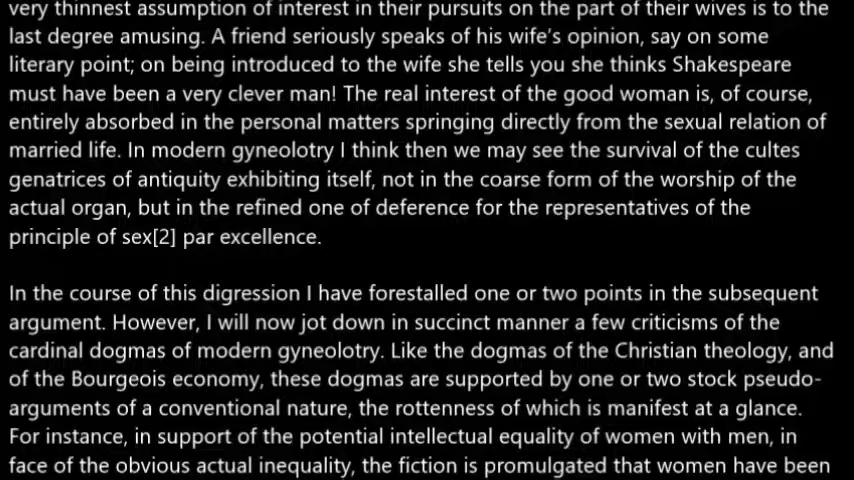 very thinnest assumption of interest in their pursuits on the part of their wives is to the
last degree amusing. A friend seriously speaks of his wife’s opinion, say on some
literary point; on being introduced to the wife she tells you she thinks Shakespeare
must have been a very clever man! The real interest of the good woman is, of course,
entirely absorbed in the personal matters springing directly from the sexual relation of
married life. In modern gyneolotry I think then we may see the survival of the cultes
genatrices of antiquity exhibiting itself, not in the coarse form of the worship of the
actual organ, but in the refined one of deference for the representatives of the
principle of sex[2] par excellence.
In the course of this digression I have forestalled one or two points in the subsequent
argument. However, I will now jot down in succinct manner a few criticisms of the
cardinal dogmas of modern gyneolotry. Like the dogmas of the Christian theology, and
of the Bourgeois economy, these dogmas are supported by one or two stock pseudo-
arguments of a conventional nature, the rottenness of which is manifest at a glance.
For instance, in support of the potential intellectual equality of women with men, in
face of the obvious actual inequality, the fiction is promulgated that women have been